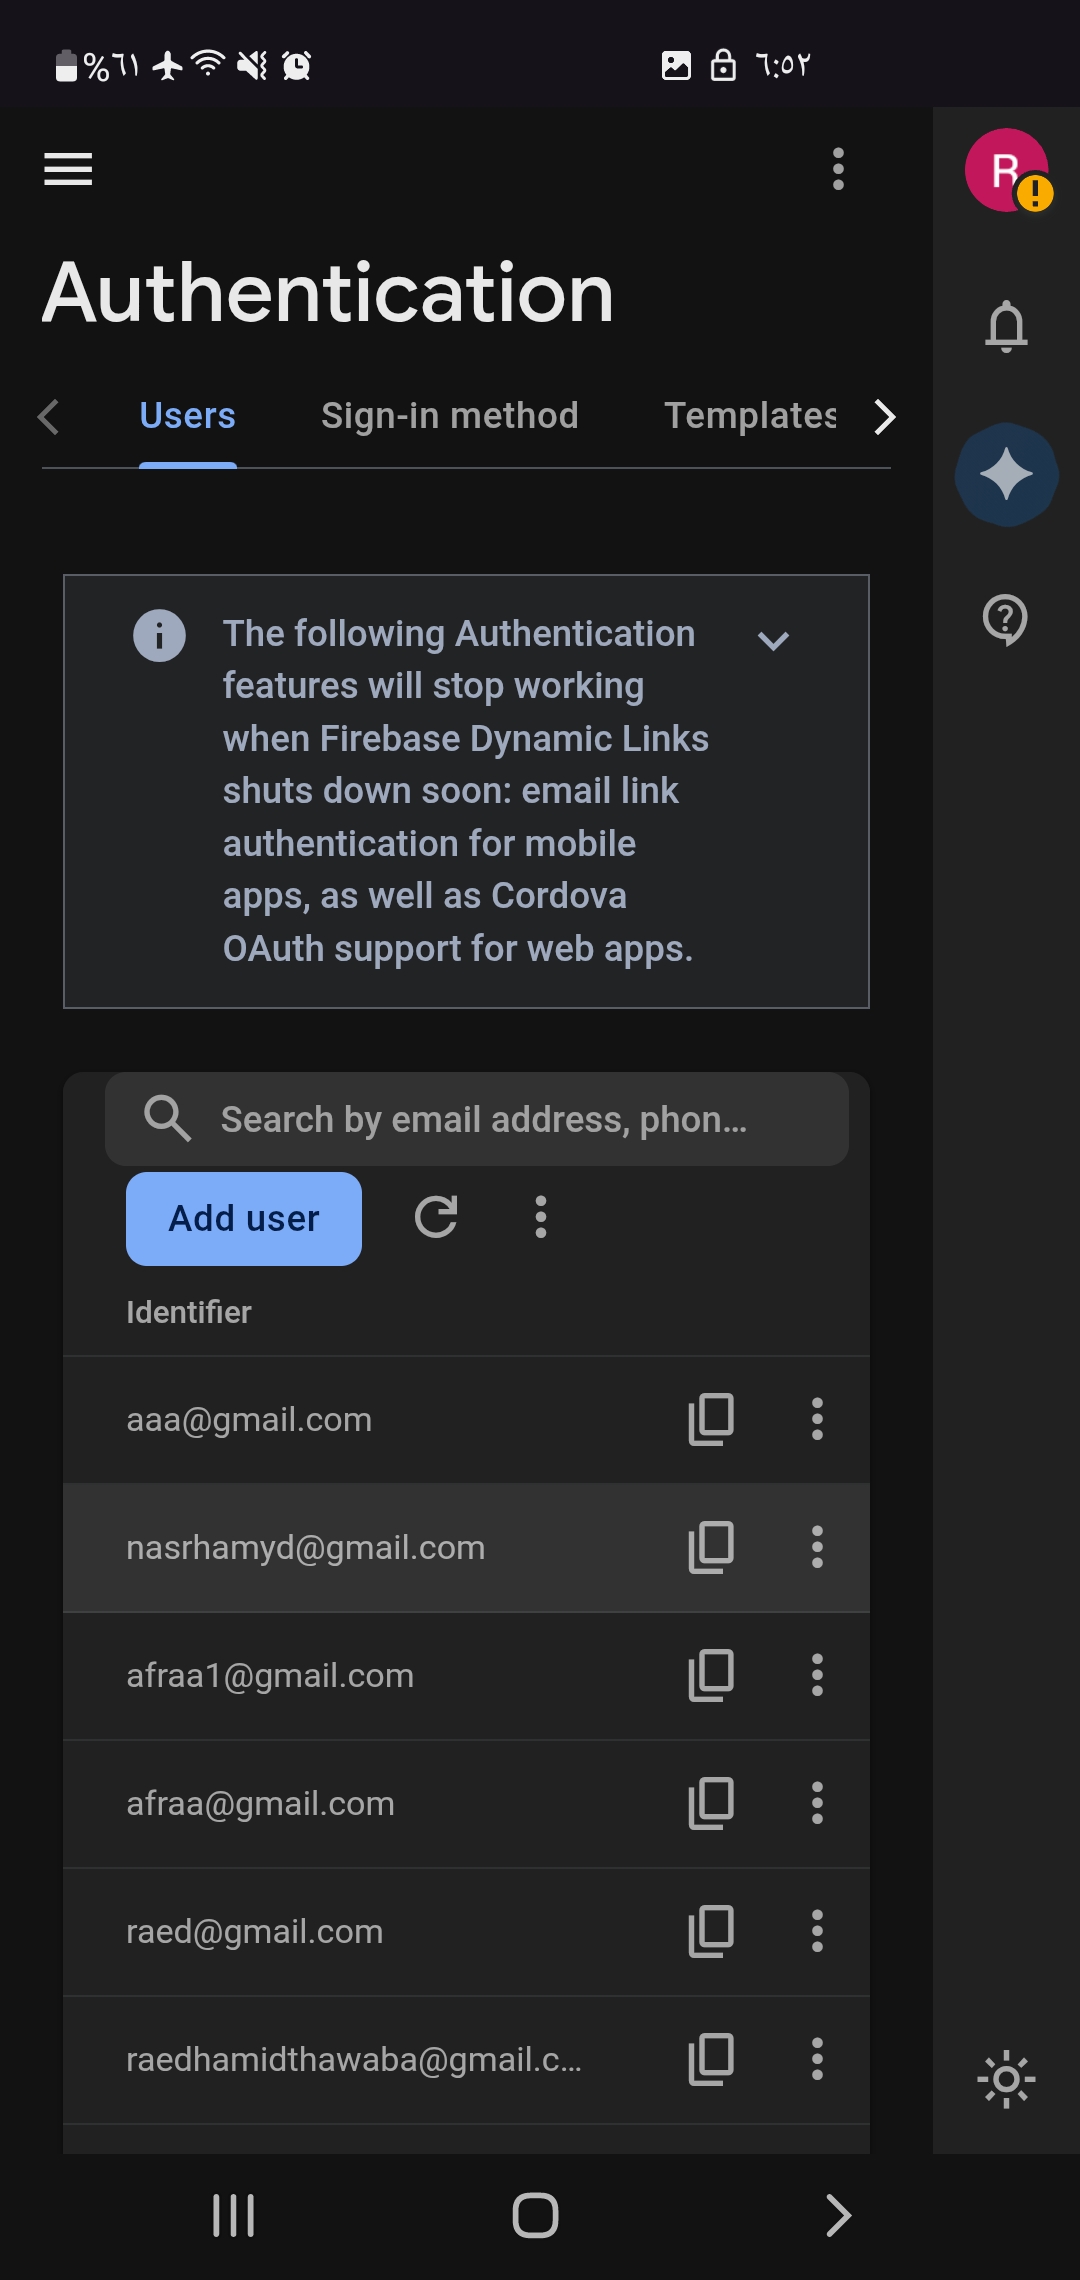 %٦١
٦:٥٢
R
Authentication
Users
Sign-in method
Templates
The following Authentication
features will stop working
when Firebase Dynamic Links
shuts down soon: email link
authentication for mobile
apps, as well as Cordova
OAuth support for web apps.
Search by email address, phon...
Add user
Identifier
aaa@gmail.com
nasrhamyd@gmail.com
afraa1@gmail.com
afraa@gmail.com
raed@gmail.com
raedhamidthawaba@gmail.c...